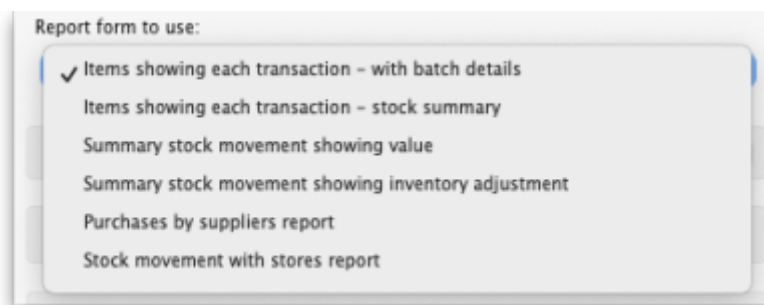 Report form to use:
✓ Items showing each transaction – with batch details
Items showing each transaction – stock summary
Summary stock movement showing value
Summary stock movement showing inventory adjustment
Purchases by suppliers report
Stock movement with stores report